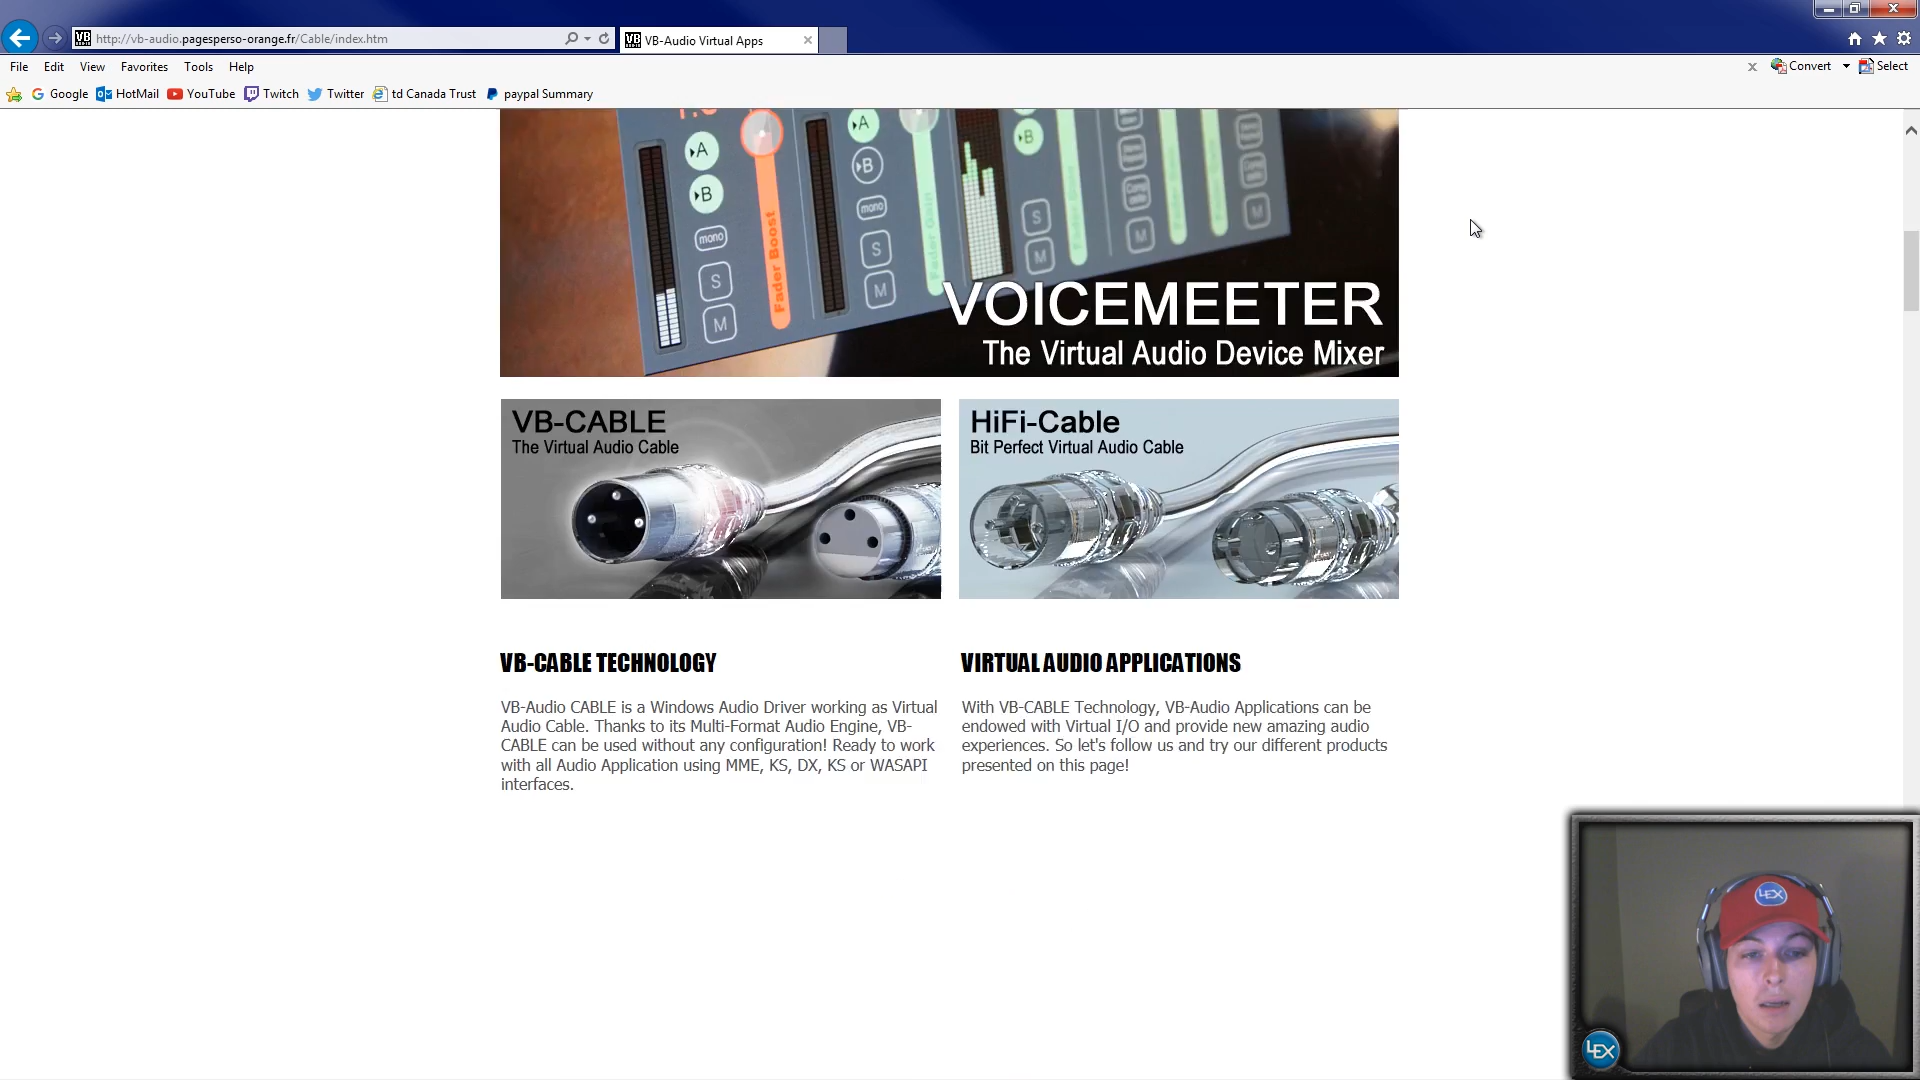 http://vb-audio.pagesperso-orange.fr/Cable/index.htm
VB-Audio Virtual Apps
File Edit View Favorites Tools Help
Convert Select
Google HotMail YouTube Twitch Twitter td Canada Trust paypal Summary
A
B
mono
S
M
Fader Boost
A
B
mono
S
M
Fader Gain
B
S
M
M
M
VOICEMEETER
The Virtual Audio Device Mixer
VB-CABLE
The Virtual Audio Cable
HiFi-Cable
Bit Perfect Virtual Audio Cable
VB-CABLE TECHNOLOGY
VB-Audio CABLE is a Windows Audio Driver working as Virtual
Audio Cable. Thanks to its Multi-Format Audio Engine, VB-
CABLE can be used without any configuration! Ready to work
with all Audio Application using MME, KS, DX, KS or WASAPI
interfaces.
VIRTUAL AUDIO APPLICATIONS
With VB-CABLE Technology, VB-Audio Applications can be
endowed with Virtual I/O and provide new amazing audio
experiences. So let's follow us and try our different products
presented on this page!
LEX
LEX